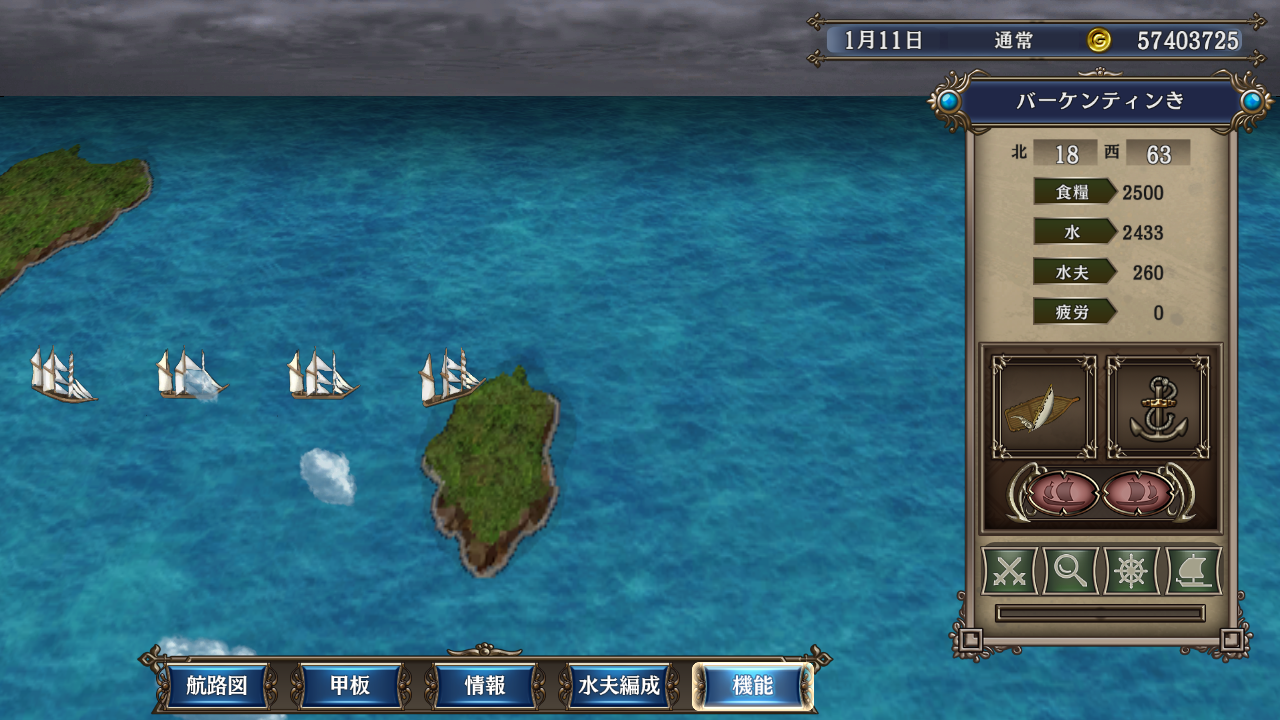 1月11日 通常 G 57403725
バーケンティンき
北 18 西 63
食糧 2500
水 2433
水夫 260
疲労 0
航路図 甲板 情報 水夫編成 機能